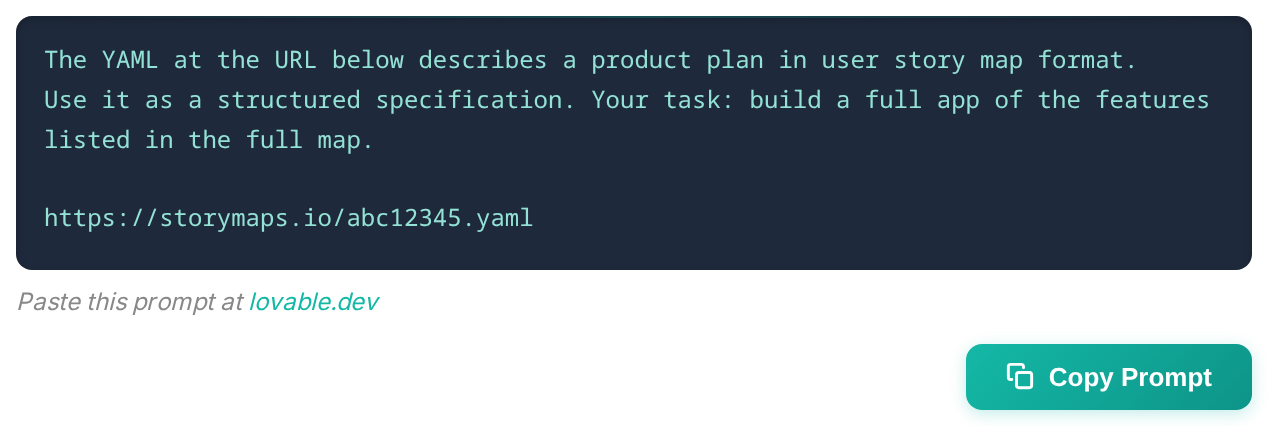 The YAML at the URL below describes a product plan in user story map format.
Use it as a structured specification. Your task: build a full app of the features
listed in the full map.
https://storymaps.io/abc12345.yaml
Paste this prompt at lovable.dev
Copy Prompt